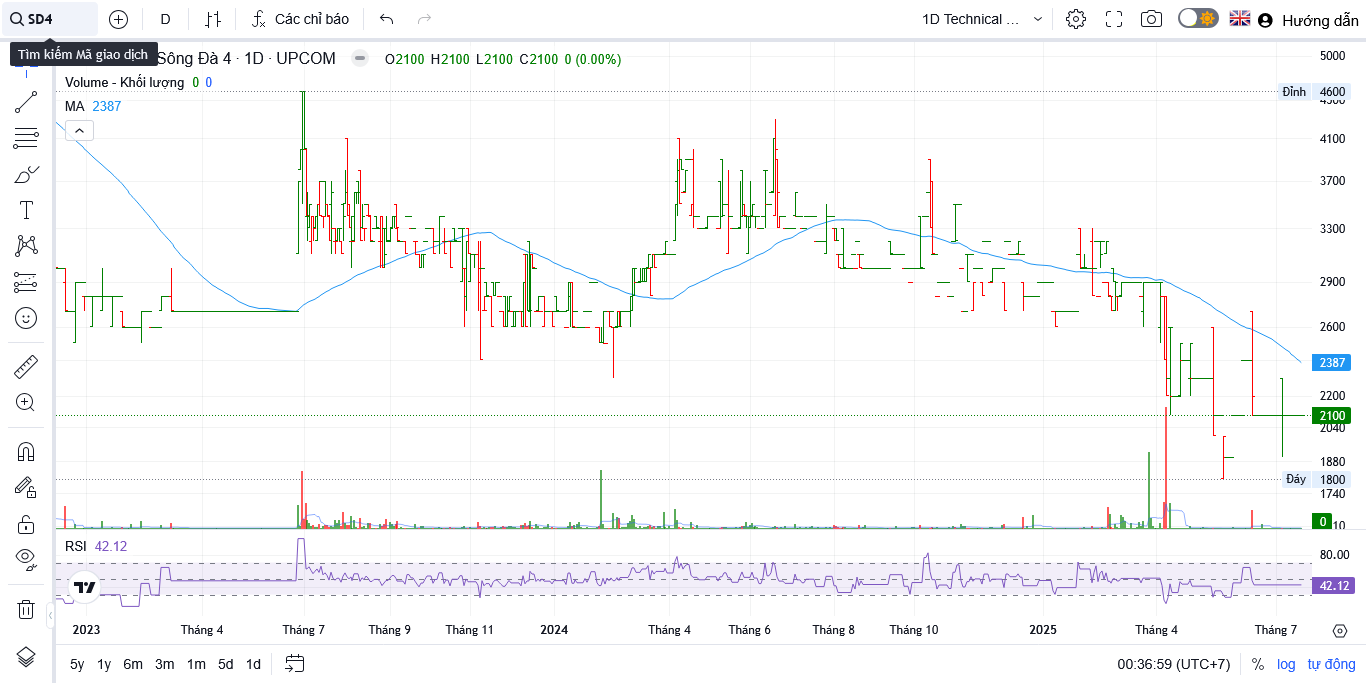 SD4
D
Các chỉ báo
1D Technical ...
Hướng dẫn
Tìm kiếm Mã giao dịch
Sông Đà 4 · 1D · UPCOM
O2100 H2100 L2100 C2100 0 (0.00%)
Volume - Khối lượng 0 0
MA 2387
5000
Đỉnh 4600
4100
3700
3300
2900
2600
2387
2200
2100
2040
1880
Đáy 1800
1740
0
RSI 42.12
80.00
42.12
2023 Tháng 4 Tháng 7 Tháng 9 Tháng 11 2024 Tháng 4 Tháng 6 Tháng 8 Tháng 10 2025 Tháng 4 Tháng 7
5y 1y 6m 3m 1m 5d 1d
00:36:59 (UTC+7) % log tự động